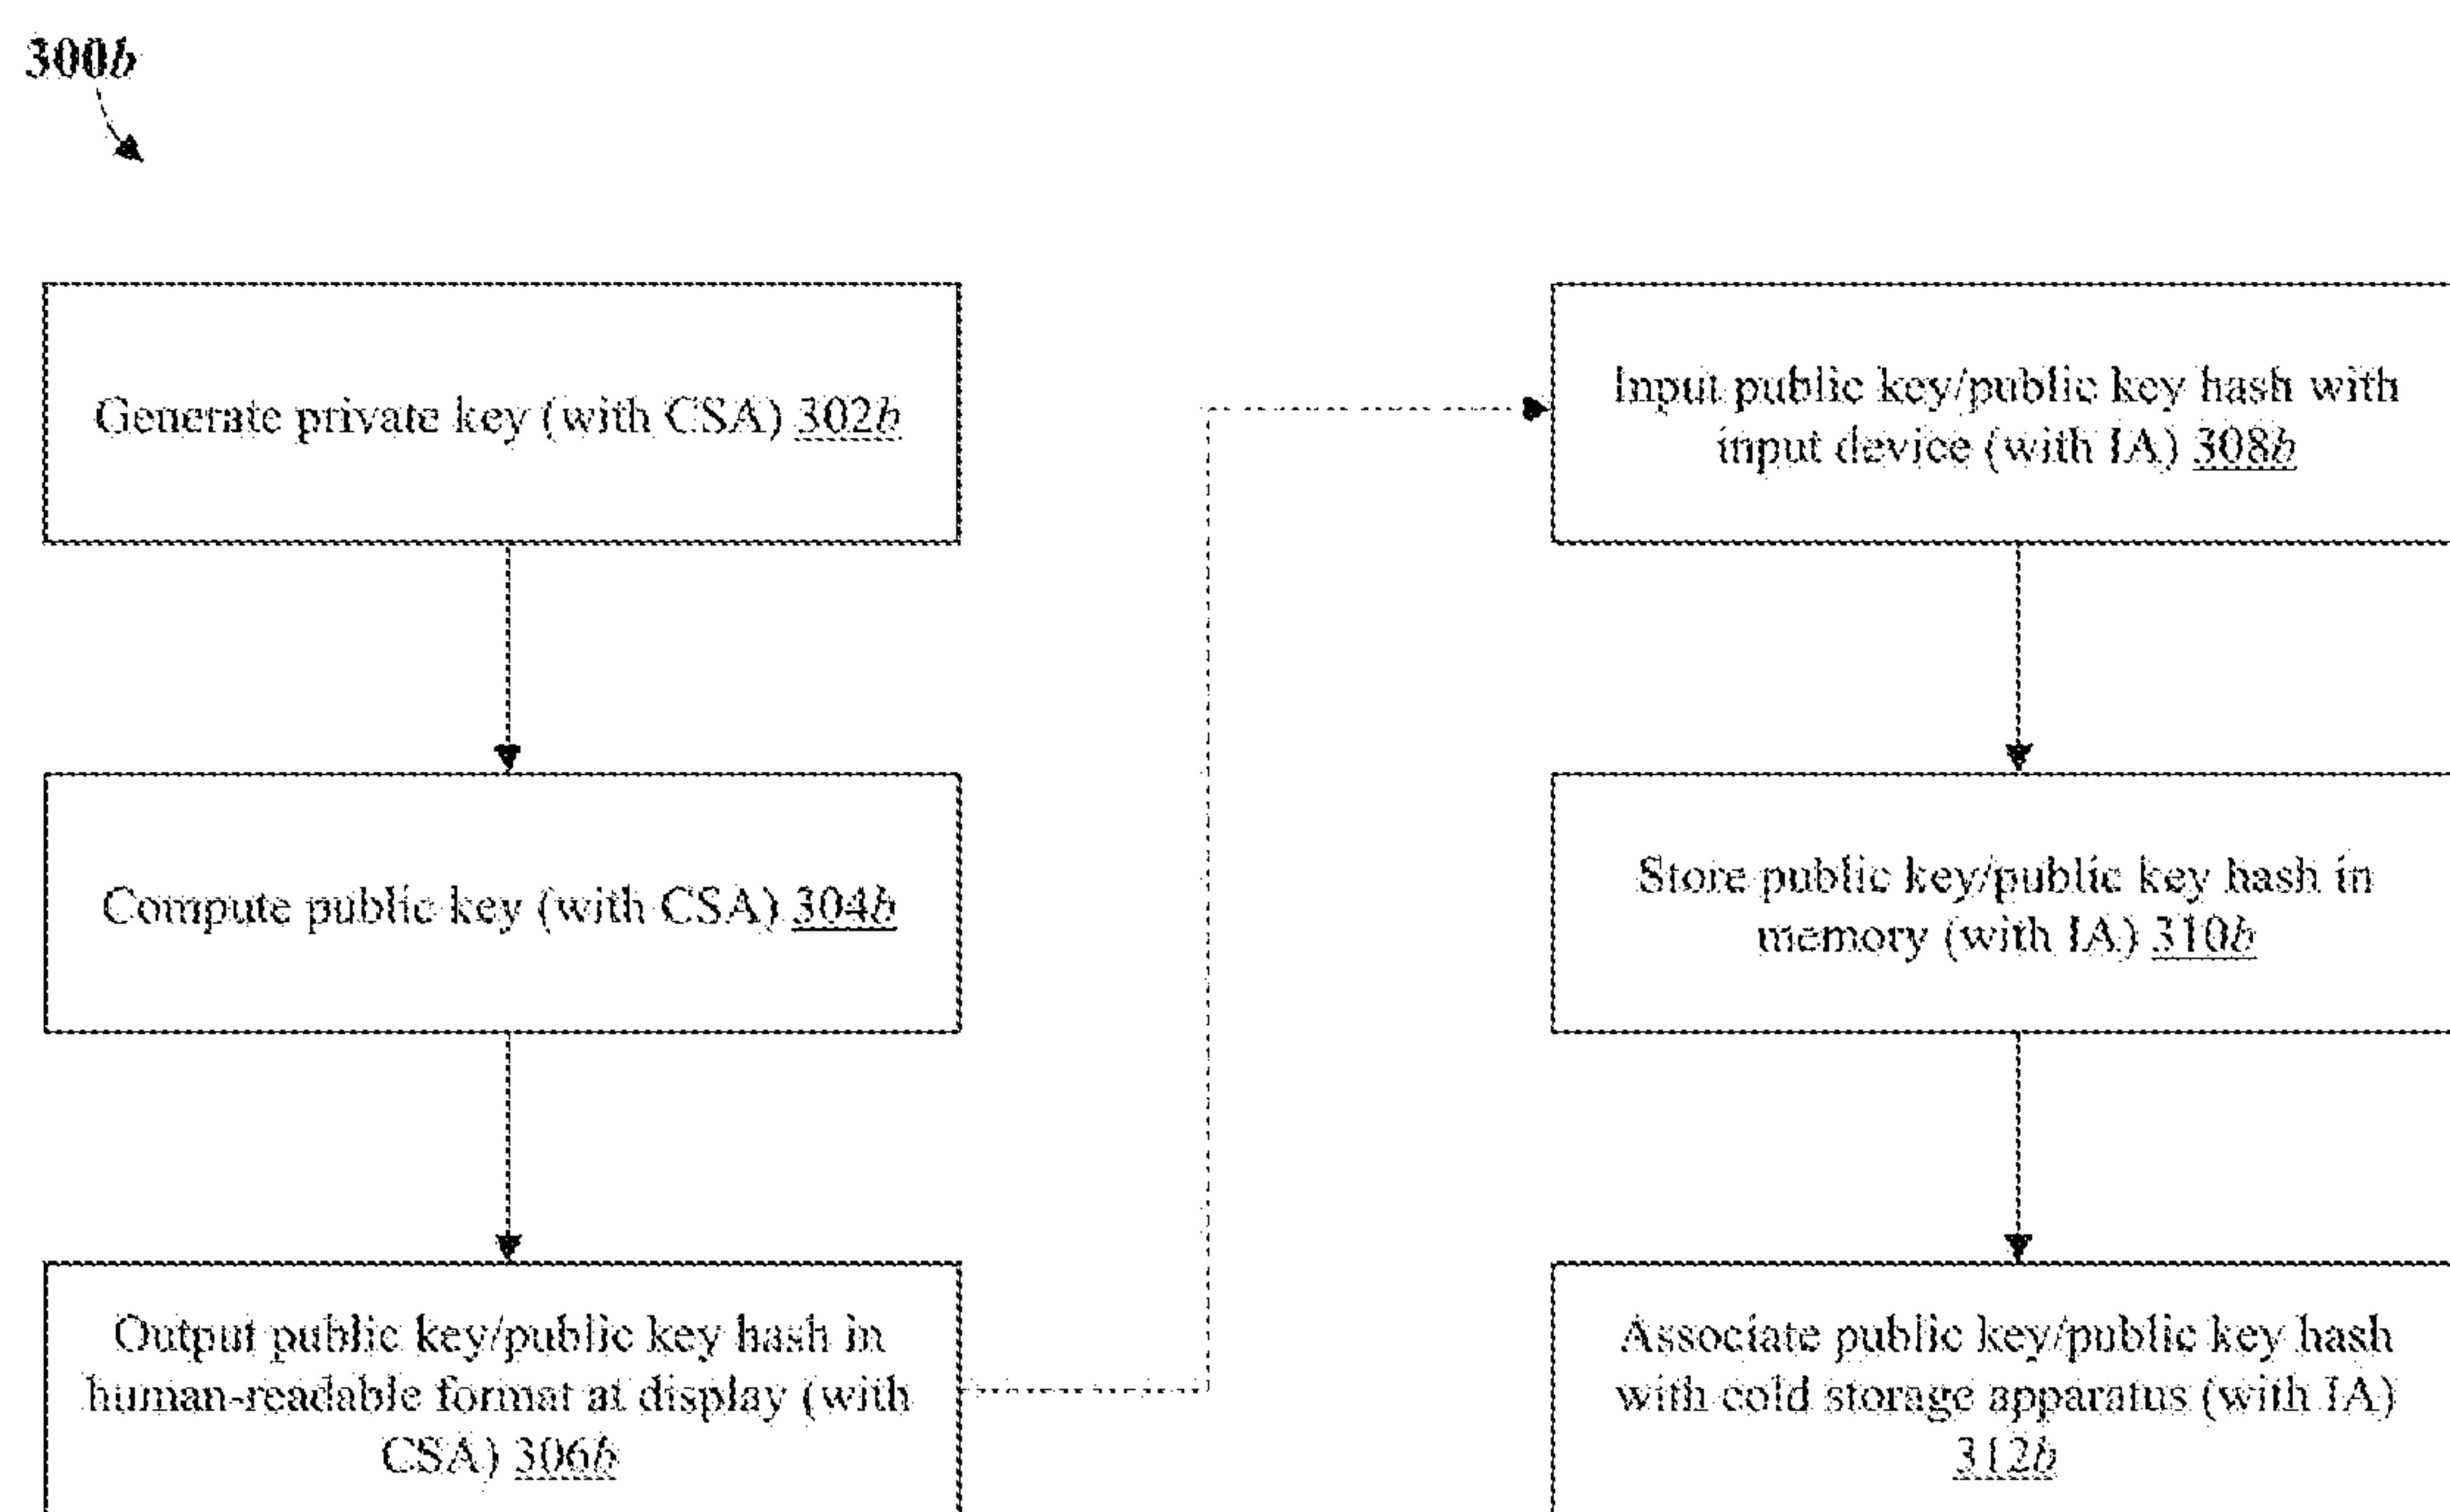 300b
Generate private key (with CSA) 302b
Compute public key (with CSA) 304b
Output public key/public key hash in
human-readable format at display (with
CSA) 306b
Input public key/public key hash with
input device (with IA) 308b
Store public key/public key hash in
memory (with IA) 310b
Associate public key/public key hash
with cold storage apparatus (with IA)
312b